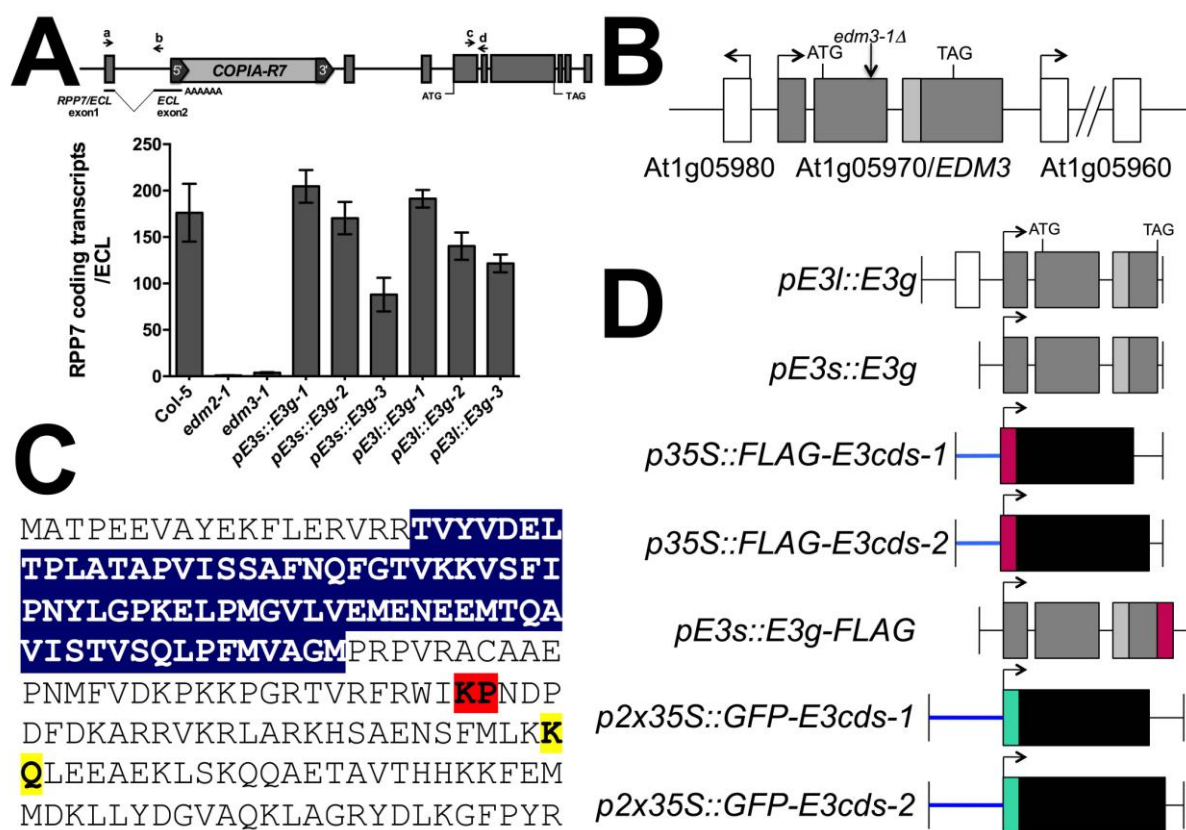 A
a
b
c
d
5'
COPIA-R7
3'
RPP7/ECL
exon1
ECL
exon2
AAAAAA
ATG
TAG
RPP7 coding transcripts
/ECL
250
200
150
100
50
0
Col-5
edm2-1
edm3-1
pE3s::E3g-1
pE3s::E3g-2
pE3s::E3g-3
pE3l::E3g-1
pE3l::E3g-2
pE3l::E3g-3
B
edm3-1Δ
ATG
TAG
At1g05980
At1g05970/EDM3
At1g05960
C
MATPEEVAYEKFLERVRRTVYVDEL
TPLATAPVISSAFNQFGTVKKVSFI
PNYLGPKELPMGVLVEMENEEMTQA
VISTVSQLPFMVAGMPRPVRACAAE
PNMFVDKPKKPGRTVRFRWIKPNDP
DFDKARRVKRLARKHSAENSFMLKK
QLEEAEKLSKQQAETAVTHHKKFEM
MDKLLYDGVAQKLAGRYDLKGFPYR
D
ATG
TAG
pE3l::E3g
pE3s::E3g
p35S::FLAG-E3cds-1
p35S::FLAG-E3cds-2
pE3s::E3g-FLAG
p2x35S::GFP-E3cds-1
p2x35S::GFP-E3cds-2